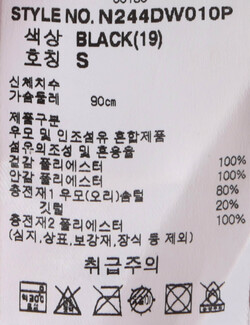 STYLE NO. N244DW010P
색상 BLACK(19)
호칭 S
신체치수
가슴둘레 90cm
제품구분
우모 및 인조섬유 혼합제품
섬유의조성 및 혼용율
겉감 폴리에스터 100%
안감 폴리에스터 100%
충전재1 우모(오리)솜털 80%
깃털 20%
충전재2 폴리에스터 100%
(심지,상표,보강재,장식 등 제외)
취급주의